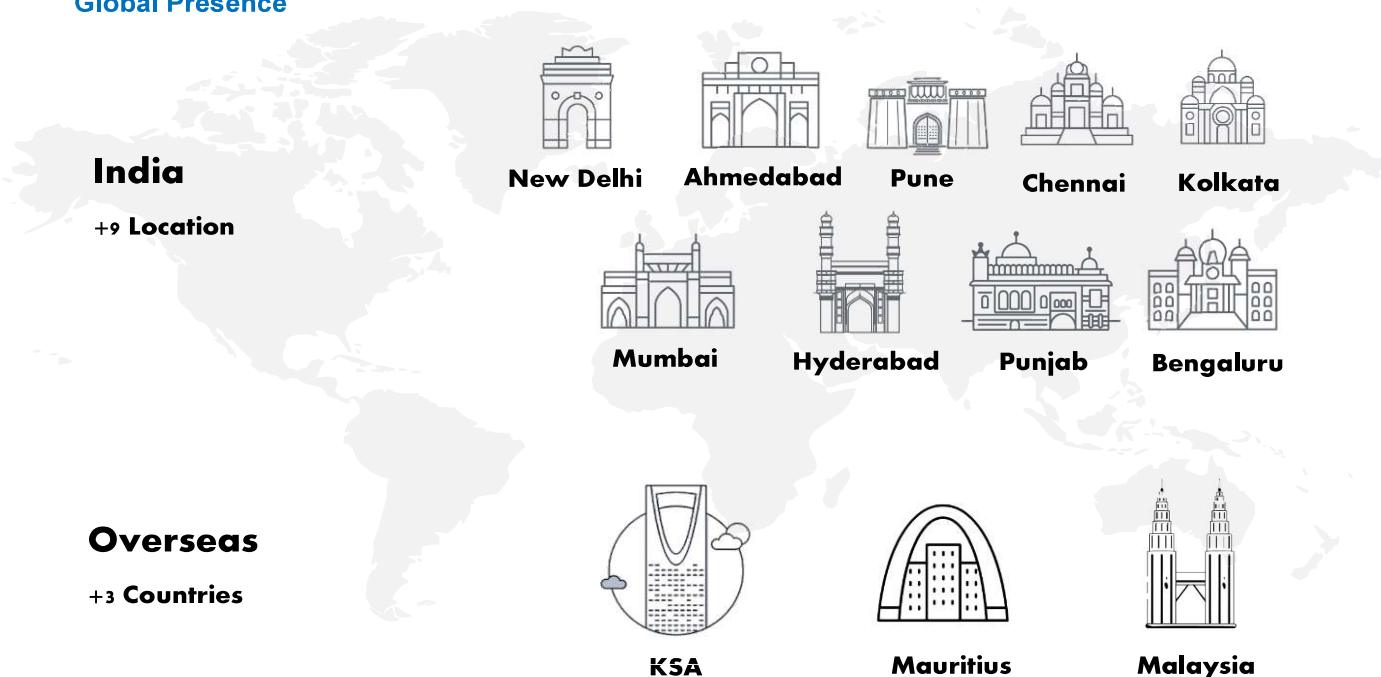 Global Presence
New Delhi
Ahmedabad
Pune
Chennai
Kolkata
India
+9 Location
Mumbai
Hyderabad
Punjab
Bengaluru
Overseas
+3 Countries
KSA
Mauritius
Malaysia